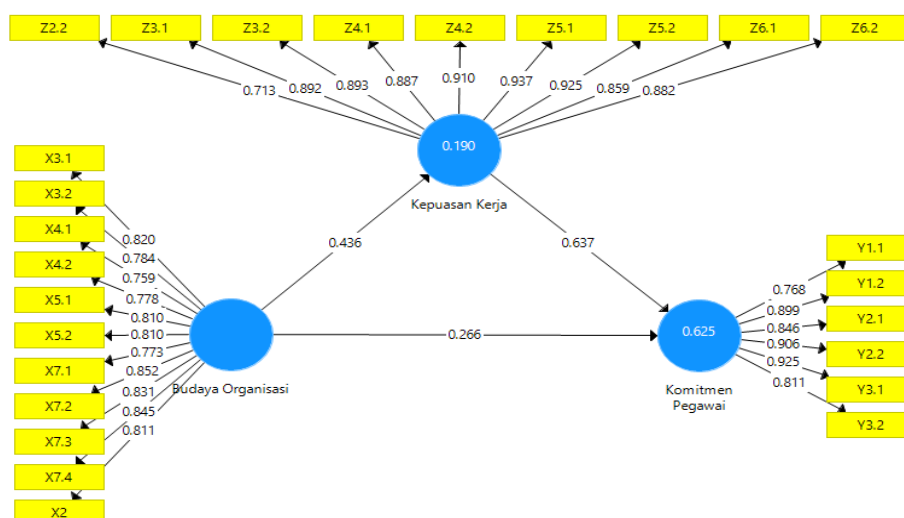 Z2.2 Z3.1 Z3.2 Z4.1 Z4.2 Z5.1 Z5.2 Z6.1 Z6.2
0.713 0.892 0.893 0.887 0.910 0.937 0.925 0.859 0.882
0.190
Kepuasan Kerja
X3.1
X3.2
X4.1
X4.2
X5.1
X5.2
X7.1
X7.2
X7.3
X7.4
X2
0.820
0.784
0.759
0.778
0.810
0.810
0.773
0.852
0.831
0.845
0.811
Budaya Organisasi
0.436
0.637
0.266
0.625
Komitmen
Pegawai
0.768
0.899
0.846
0.906
0.925
0.811
Y1.1
Y1.2
Y2.1
Y2.2
Y3.1
Y3.2